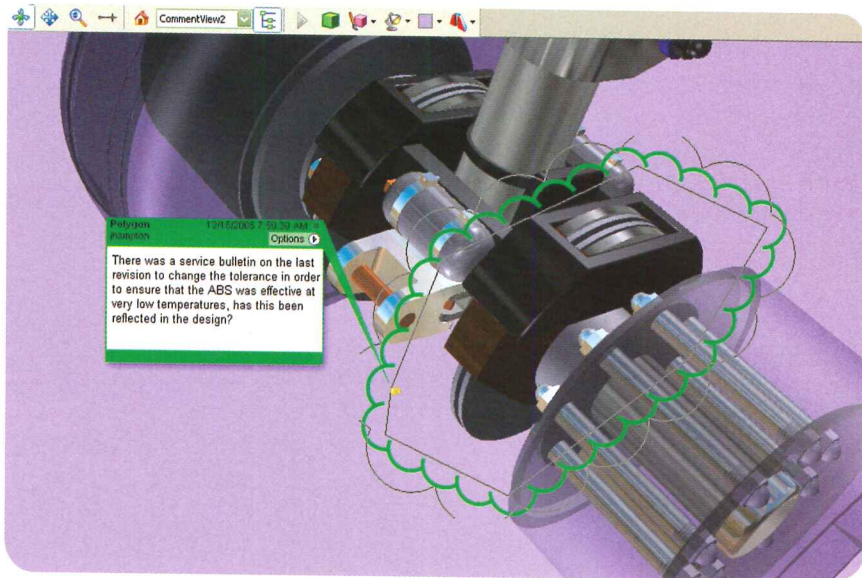 CommentView2
Polygon 12/15/2005 7:59:39 AM
jhampton
Options
There was a service bulletin on the last
revision to change the tolerance in order
to ensure that the ABS was effective at
very low temperatures, has this been
reflected in the design?